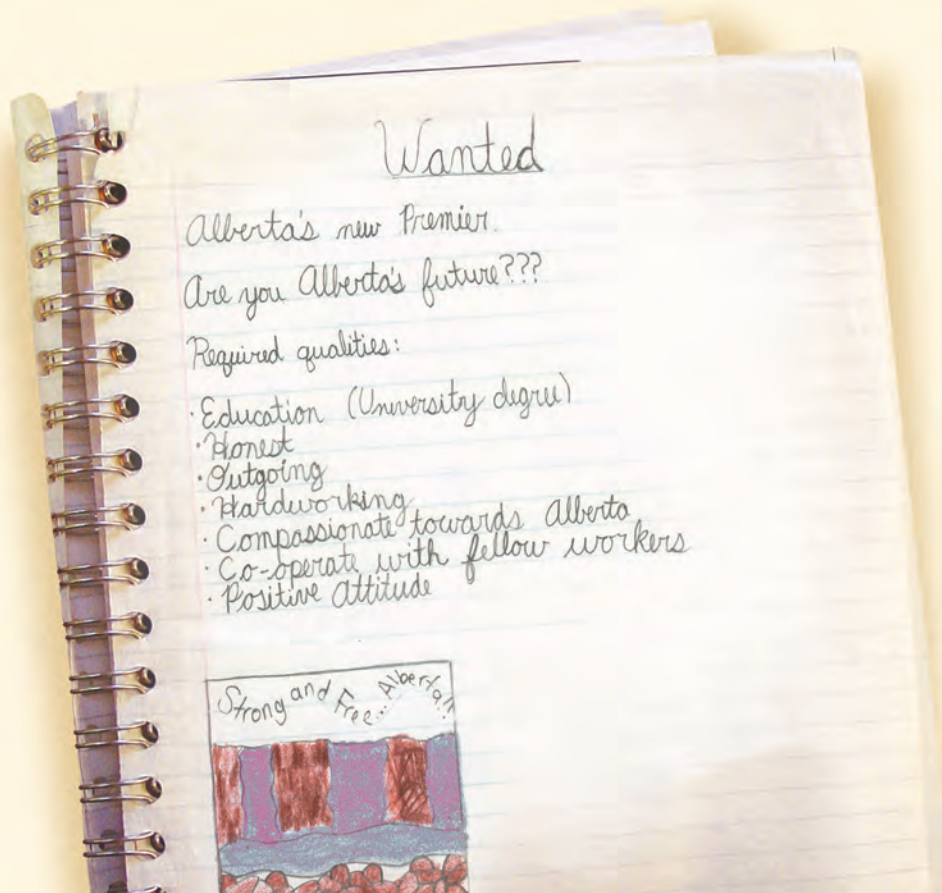 Wanted
Alberta's new Premier.
Are you Alberta's future???
Required qualities:
· Education (University degree)
· Honest
· Outgoing
· Hardworking
· Compassionate towards Alberta
· Co-operate with fellow workers
· Positive Attitude
Strong and Free... Alberta!!